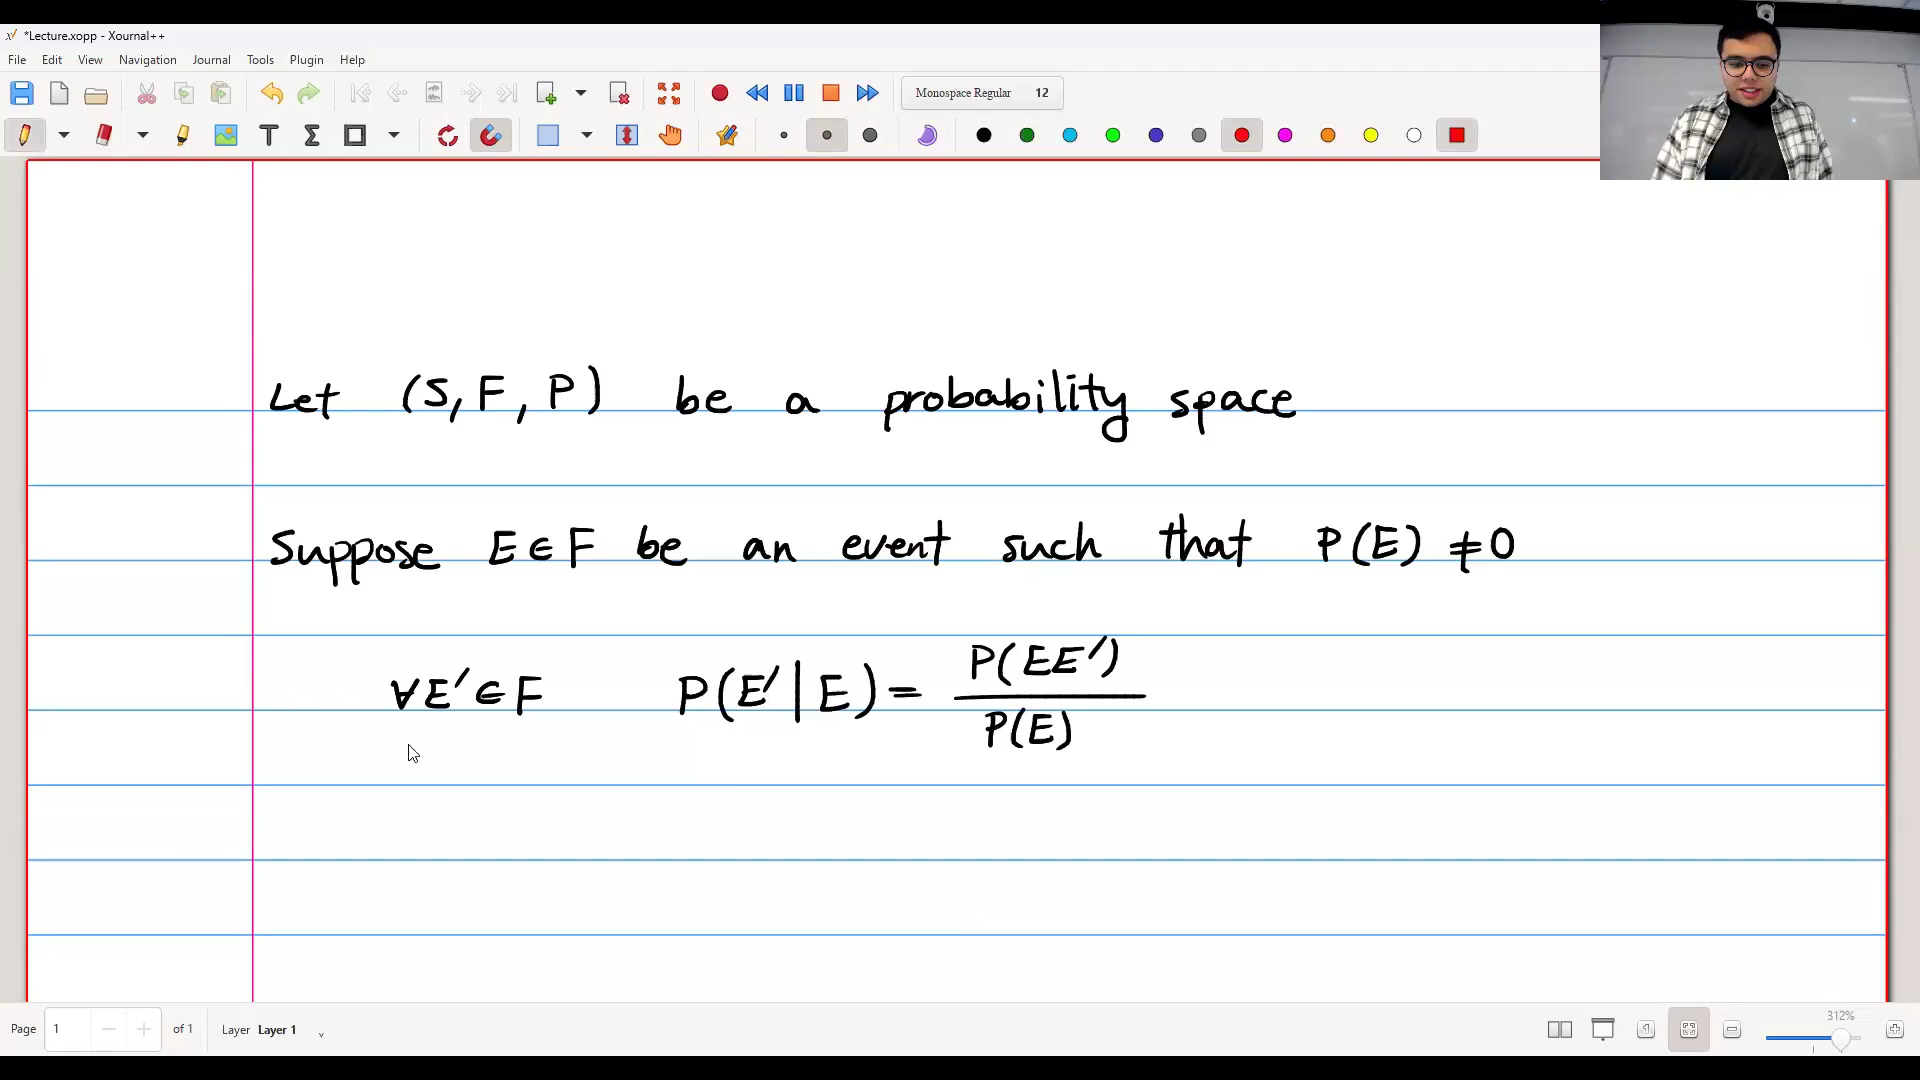 *Lecture.xopp - Xournal++
File Edit View Navigation Journal Tools Plugin Help
Monospace Regular 12
Let (S, F, P) be a probability space
Suppose E ∈ F be an event such that P(E) ≠ 0
∀E′ ∈ F P(E′ | E) = P(EE′) / P(E)
Page 1 of 1 Layer Layer 1 312%